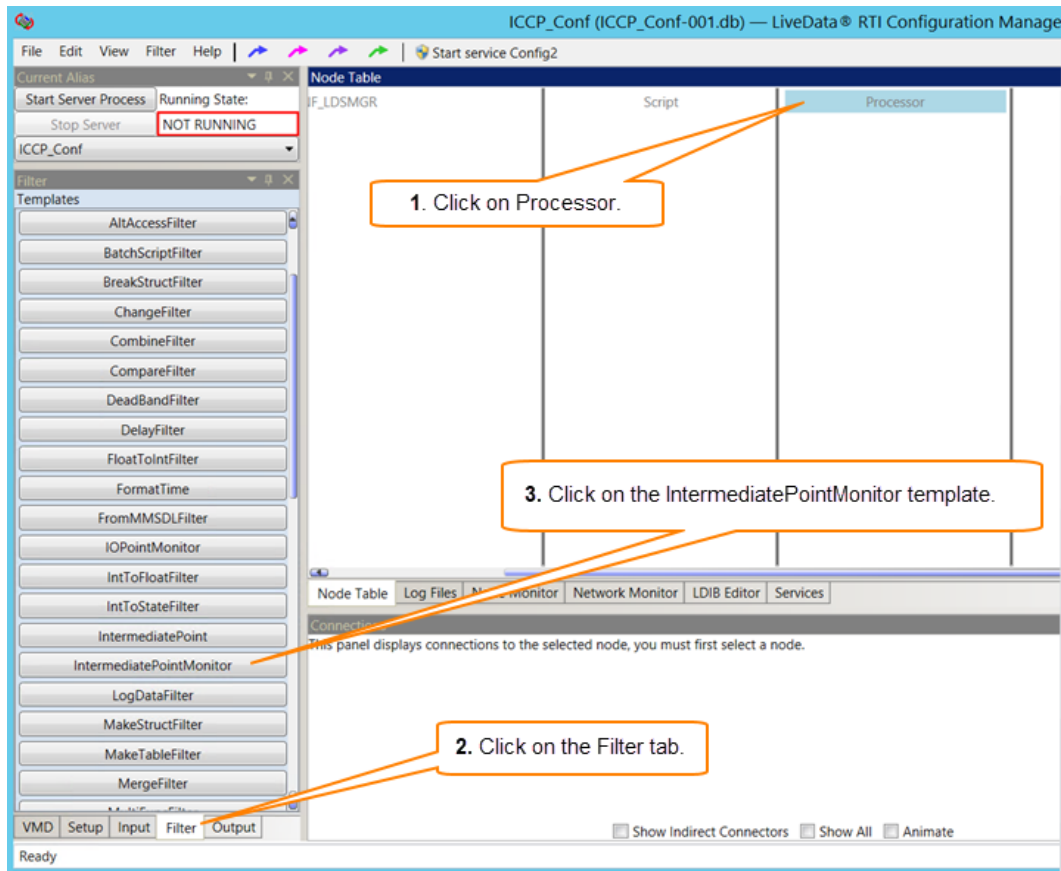 ICCP_Conf (ICCP_Conf-001.db) — LiveData® RTI Configuration Manage
File Edit View Filter Help Start service Config2
Current Alias
Start Server Process Running State:
Stop Server NOT RUNNING
ICCP_Conf
Filter
Templates
AltAccessFilter
BatchScriptFilter
BreakStructFilter
ChangeFilter
CombineFilter
CompareFilter
DeadBandFilter
DelayFilter
FloatToIntFilter
FormatTime
FromMMSDLFilter
IOPointMonitor
IntToFloatFilter
IntToStateFilter
IntermediatePoint
IntermediatePointMonitor
LogDataFilter
MakeStructFilter
MakeTableFilter
MergeFilter
VMD Setup Input Filter Output
Ready
Node Table
IF_LDSMGR Script Processor
1. Click on Processor.
3. Click on the IntermediatePointMonitor template.
Node Table Log Files Monitor Network Monitor LDIB Editor Services
Connections
This panel displays connections to the selected node, you must first select a node.
2. Click on the Filter tab.
Show Indirect Connectors Show All Animate